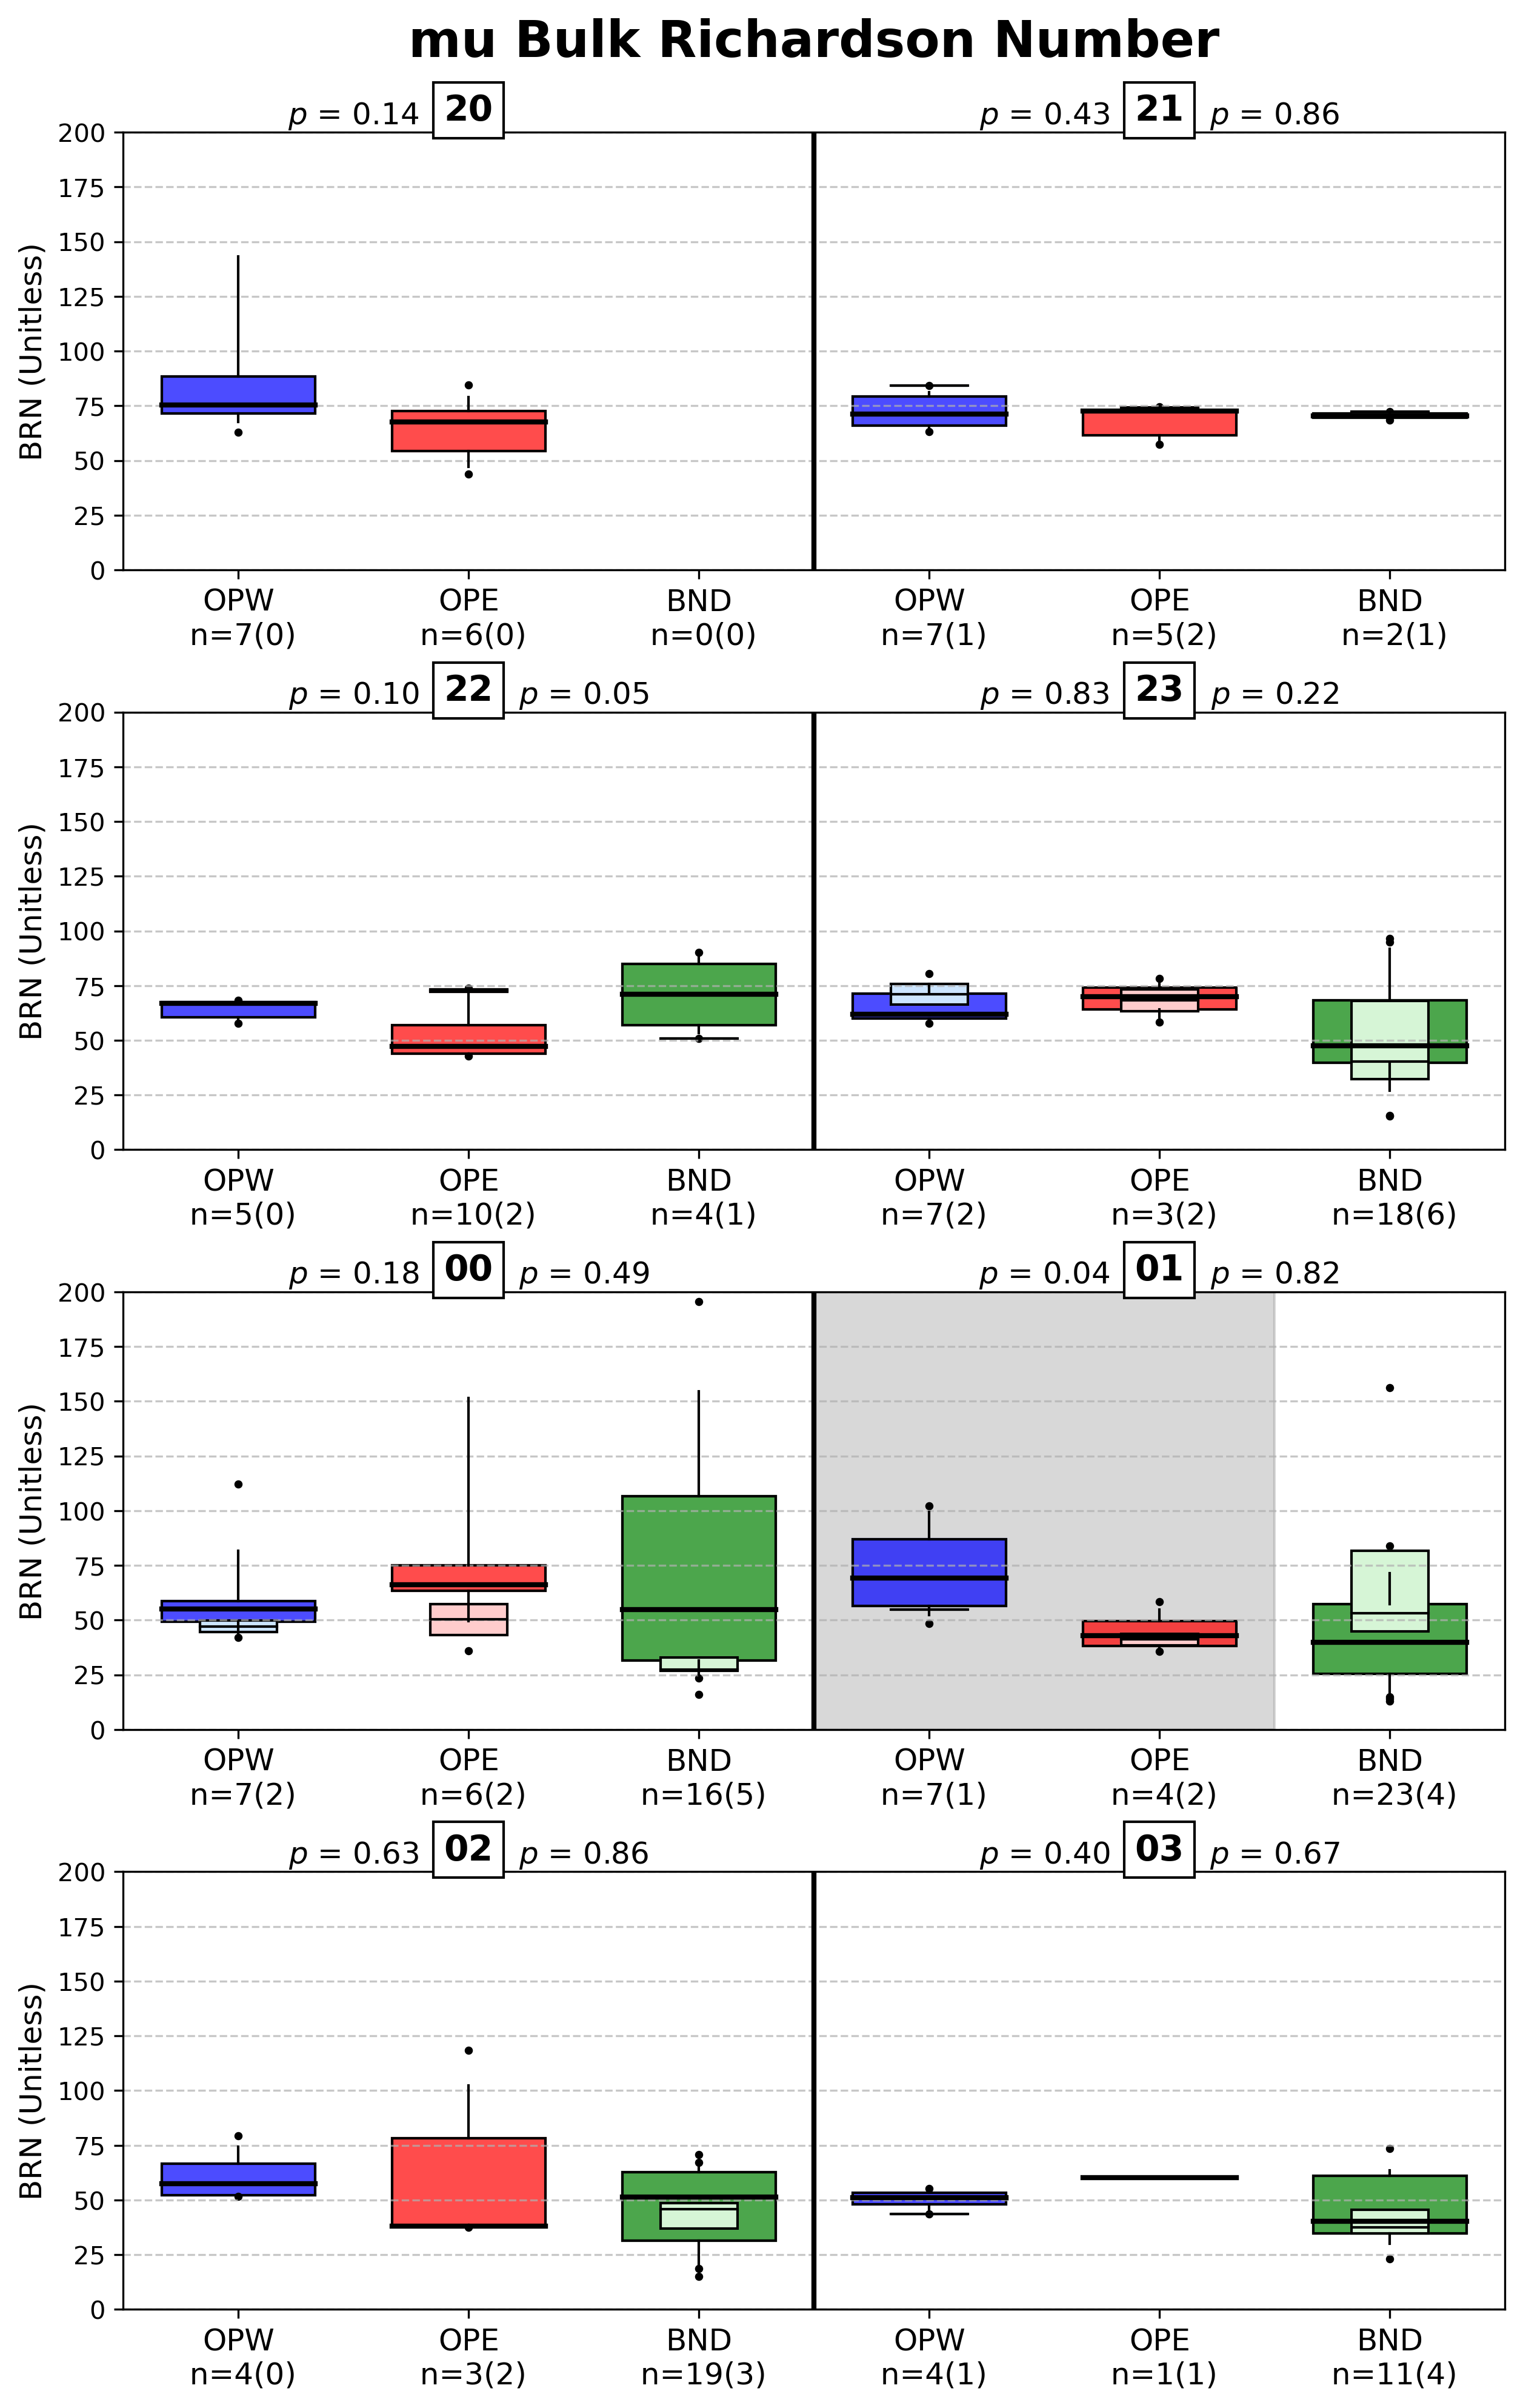 mu Bulk Richardson Number
p = 0.14 20
p = 0.43 21 p = 0.86
BRN (Unitless)
200
175
150
125
100
75
50
25
0
OPW OPE BND OPW OPE BND
n=7(0) n=6(0) n=0(0) n=7(1) n=5(2) n=2(1)
p = 0.10 22 p = 0.05
p = 0.83 23 p = 0.22
BRN (Unitless)
200
175
150
125
100
75
50
25
0
OPW OPE BND OPW OPE BND
n=5(0) n=10(2) n=4(1) n=7(2) n=3(2) n=18(6)
p = 0.18 00 p = 0.49
p = 0.04 01 p = 0.82
BRN (Unitless)
200
175
150
125
100
75
50
25
0
OPW OPE BND OPW OPE BND
n=7(2) n=6(2) n=16(5) n=7(1) n=4(2) n=23(4)
p = 0.63 02 p = 0.86
p = 0.40 03 p = 0.67
BRN (Unitless)
200
175
150
125
100
75
50
25
0
OPW OPE BND OPW OPE BND
n=4(0) n=3(2) n=19(3) n=4(1) n=1(1) n=11(4)